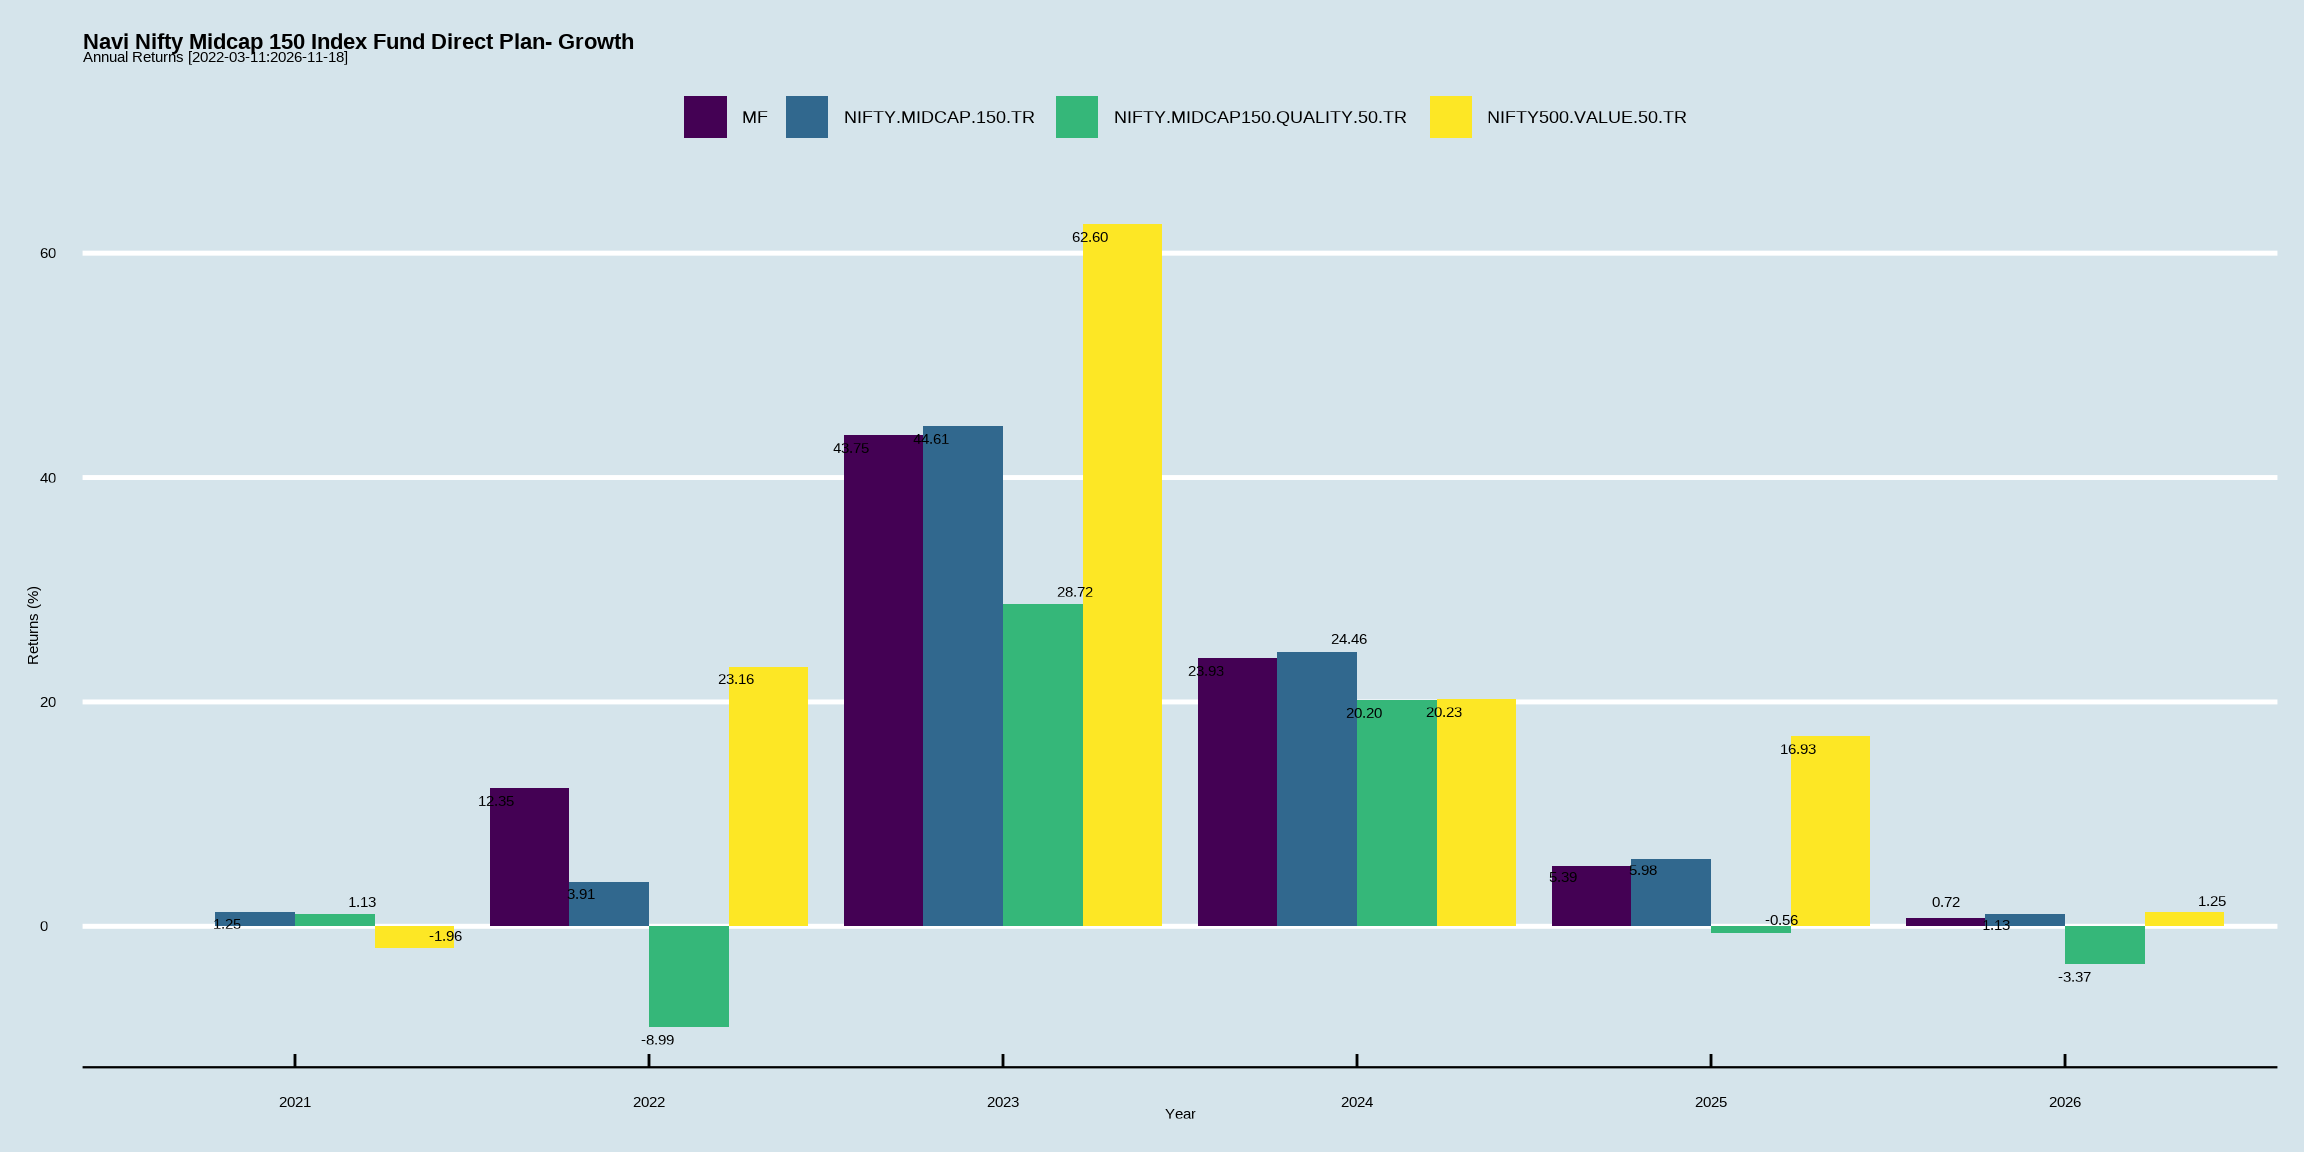 Navi Nifty Midcap 150 Index Fund Direct Plan- Growth
Annual Returns [2022-03-11:2026-11-18]
MF NIFTY.MIDCAP.150.TR NIFTY.MIDCAP150.QUALITY.50.TR NIFTY500.VALUE.50.TR
62.60
60
44.61
43.75
40
28.72
24.46
23.93
23.16
20.20 20.23
20
16.93
12.35
5.39 5.98
3.91
1.25 1.13 -1.96
-0.56
0.72 1.13 1.25
0
-3.37
-8.99
Returns (%)
2021 2022 2023 2024 2025 2026
Year